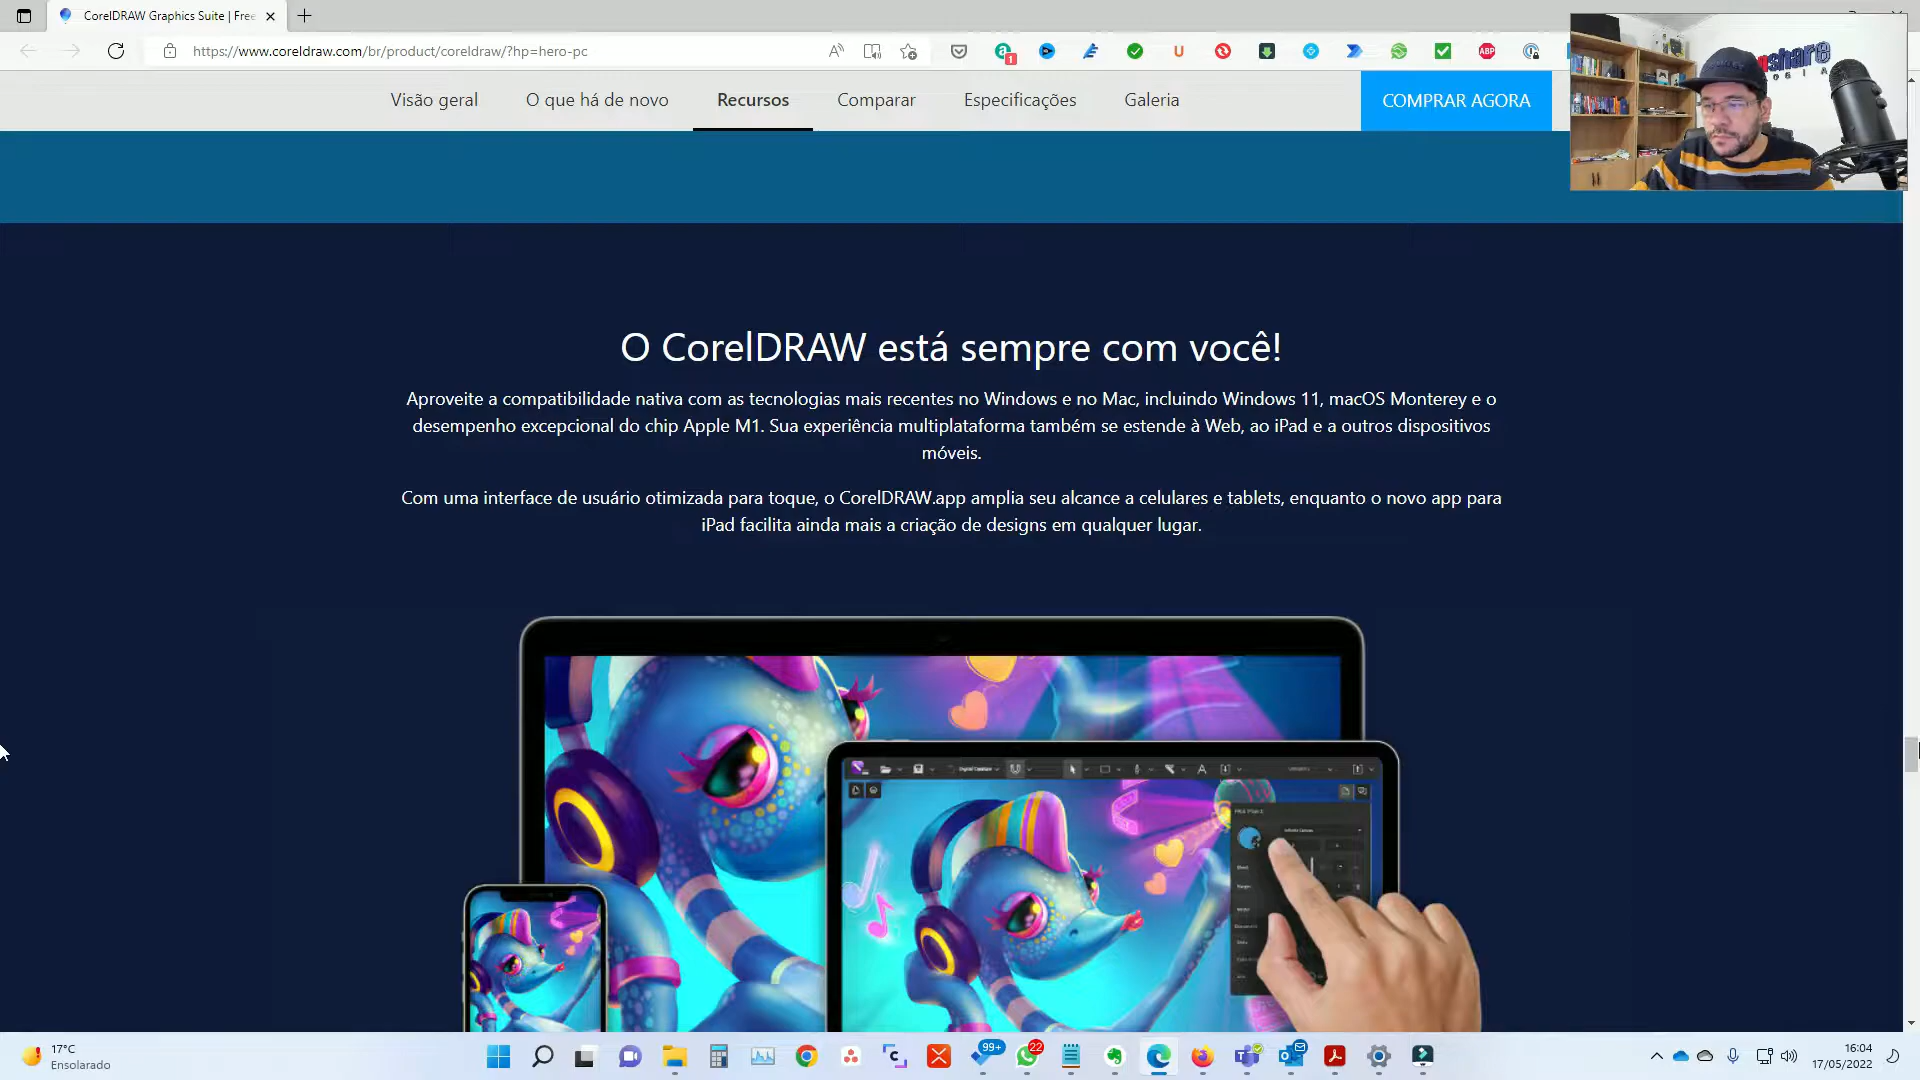 CorelDRAW Graphics Suite | Free
https://www.coreldraw.com/br/product/coreldraw/?hp=hero-pc
Visão geral
O que há de novo
Recursos
Comparar
Especificações
Galeria
COMPRAR AGORA
O CorelDRAW está sempre com você!
Aproveite a compatibilidade nativa com as tecnologias mais recentes no Windows e no Mac, incluindo Windows 11, macOS Monterey e o
desempenho excepcional do chip Apple M1. Sua experiência multiplataforma também se estende à Web, ao iPad e a outros dispositivos
móveis.
Com uma interface de usuário otimizada para toque, o CorelDRAW.app amplia seu alcance a celulares e tablets, enquanto o novo app para
iPad facilita ainda mais a criação de designs em qualquer lugar.
17°C
Ensolarado
99+
22
16:04
17/05/2022